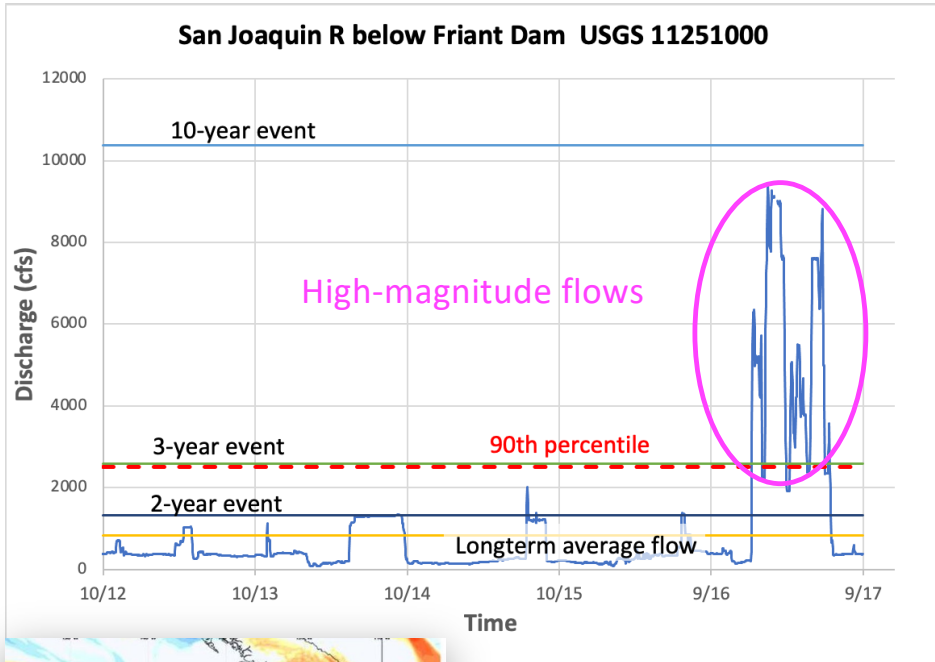 San Joaquin R below Friant Dam  USGS 11251000
12000
10-year event
10000
8000
High-magnitude flows
6000
Discharge (cfs)
4000
3-year event
90th percentile
2000
2-year event
Longterm average flow
0
10/12 10/13 10/14 10/15 9/16 9/17
Time